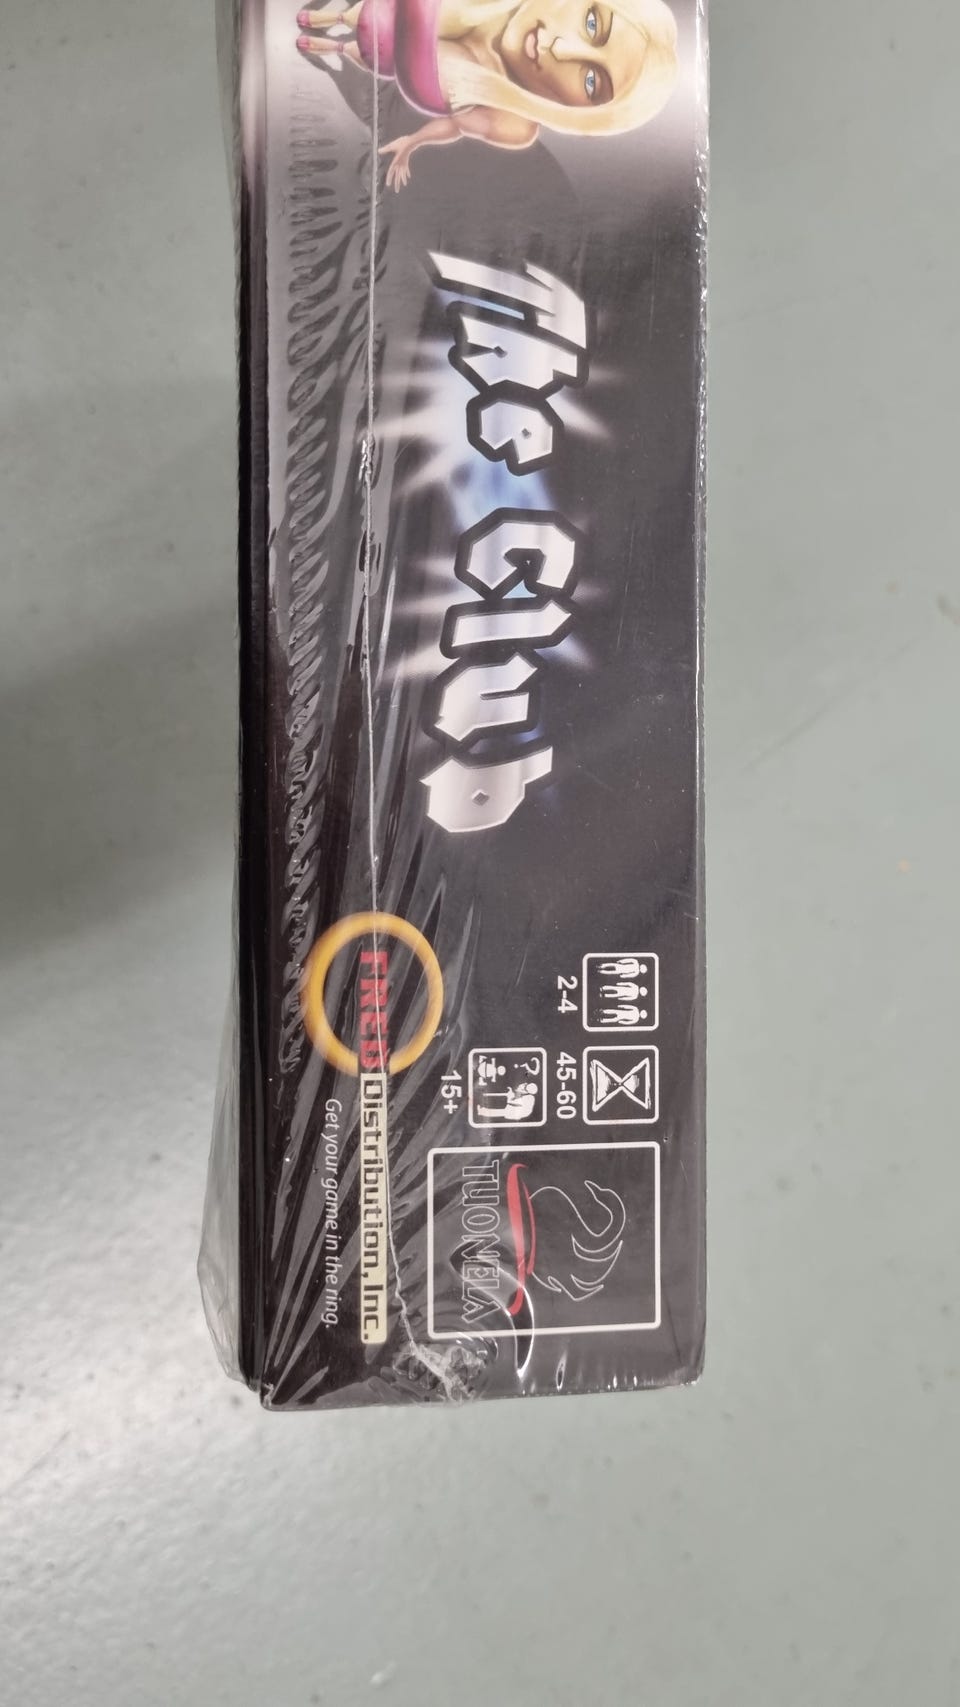 The Club
2-4
45-60
15+
TUONELA
FRED Distribution, Inc.
Get your game in the ring.